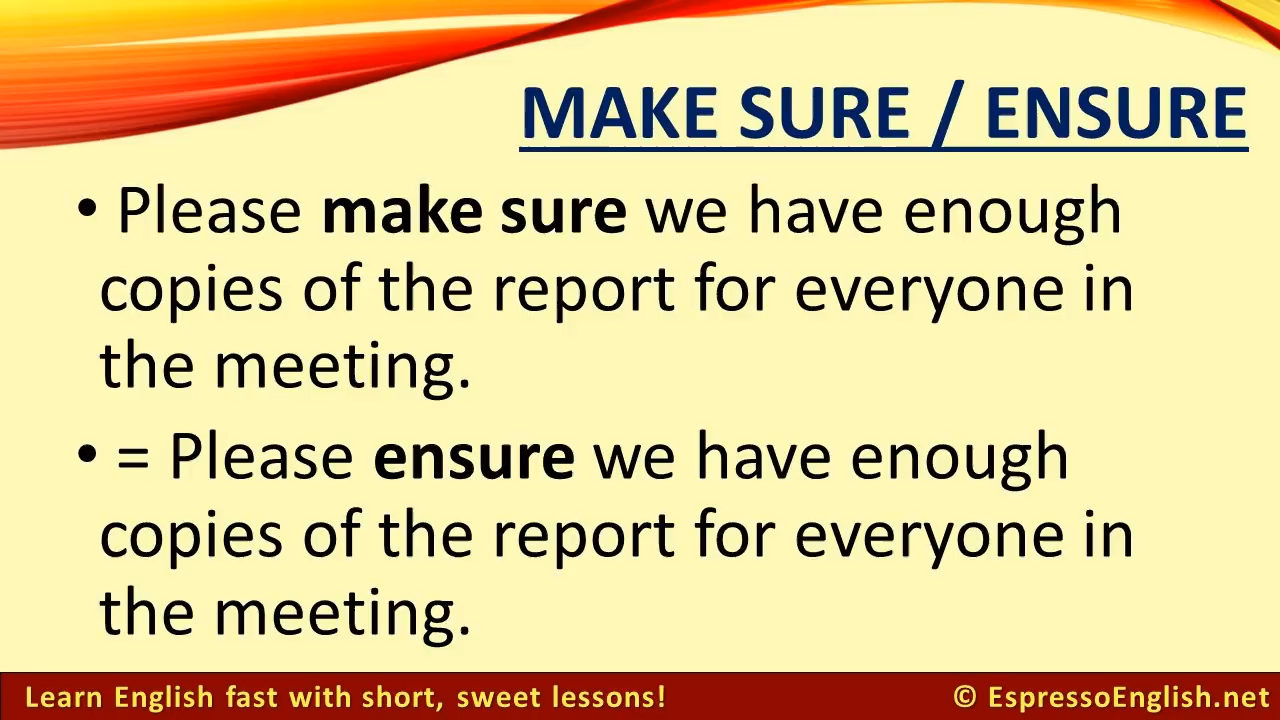 MAKE SURE / ENSURE
• Please make sure we have enough
copies of the report for everyone in
the meeting.
• = Please ensure we have enough
copies of the report for everyone in
the meeting.
Learn English fast with short, sweet lessons!
© EspressoEnglish.net